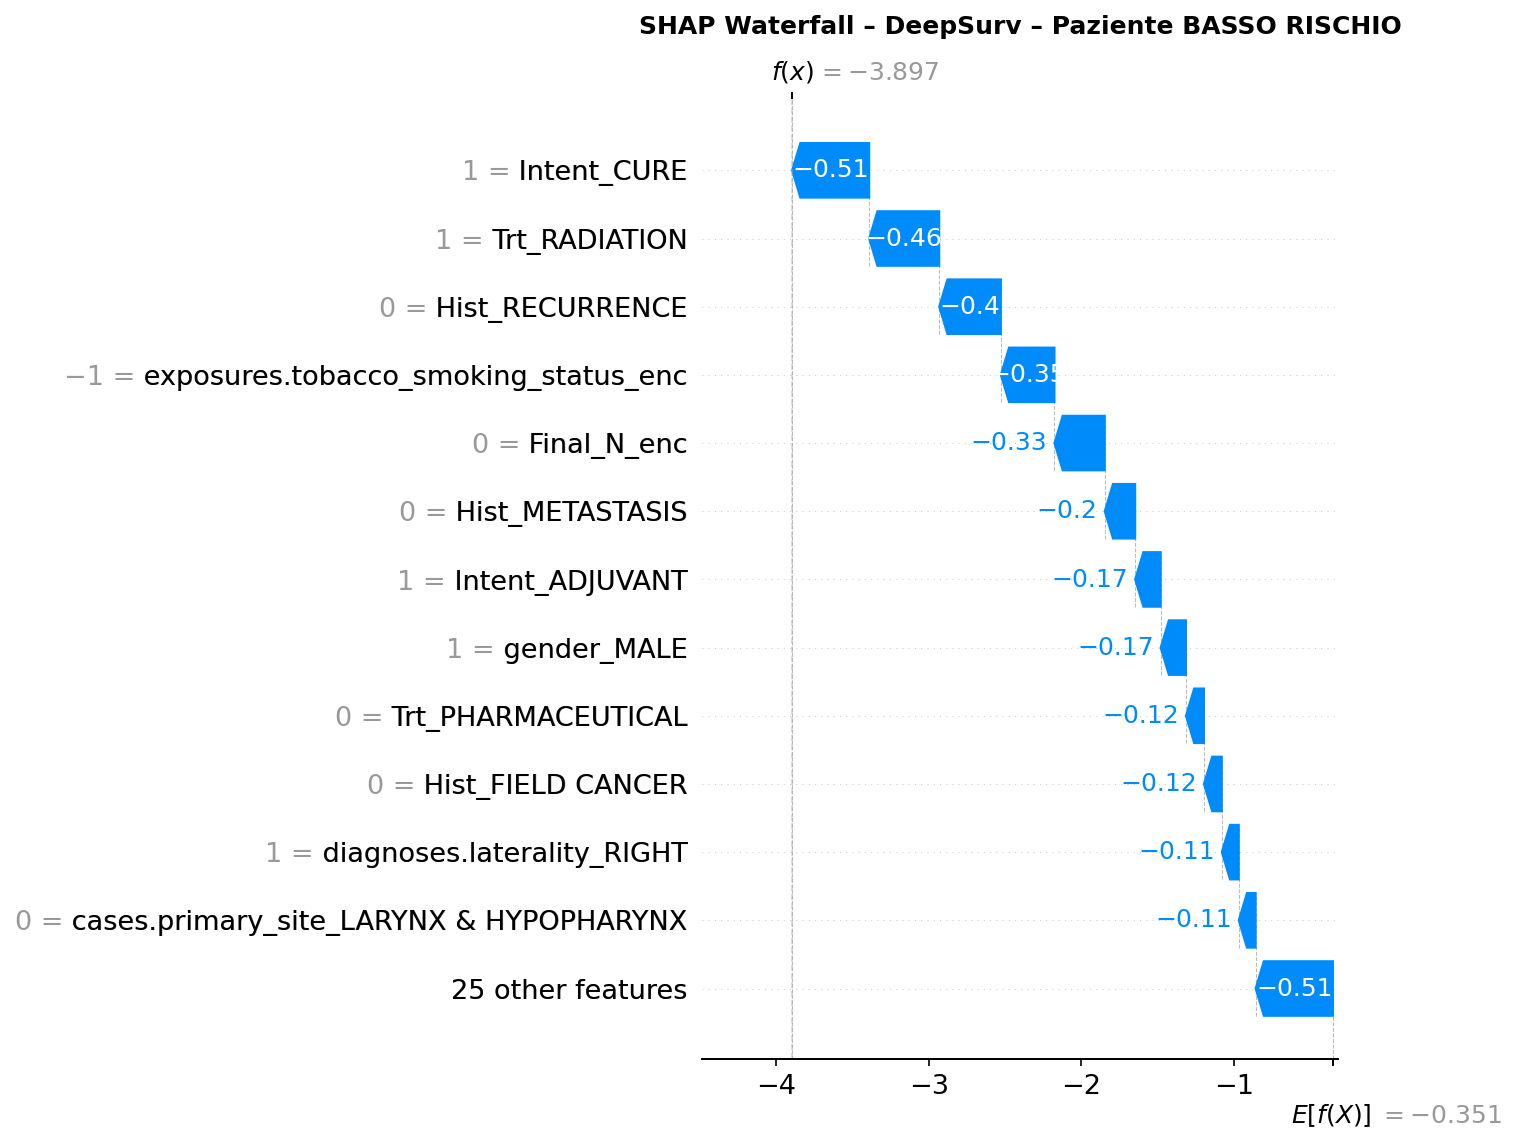 SHAP Waterfall – DeepSurv – Paziente BASSO RISCHIO
f(x) = −3.897
1 = Intent_CURE −0.51
1 = Trt_RADIATION −0.46
0 = Hist_RECURRENCE −0.4
−1 = exposures.tobacco_smoking_status_enc −0.35
0 = Final_N_enc −0.33
0 = Hist_METASTASIS −0.2
1 = Intent_ADJUVANT −0.17
1 = gender_MALE −0.17
0 = Trt_PHARMACEUTICAL −0.12
0 = Hist_FIELD CANCER −0.12
1 = diagnoses.laterality_RIGHT −0.11
0 = cases.primary_site_LARYNX & HYPOPHARYNX −0.11
25 other features −0.51
−4 −3 −2 −1
E[f(X)] = −0.351